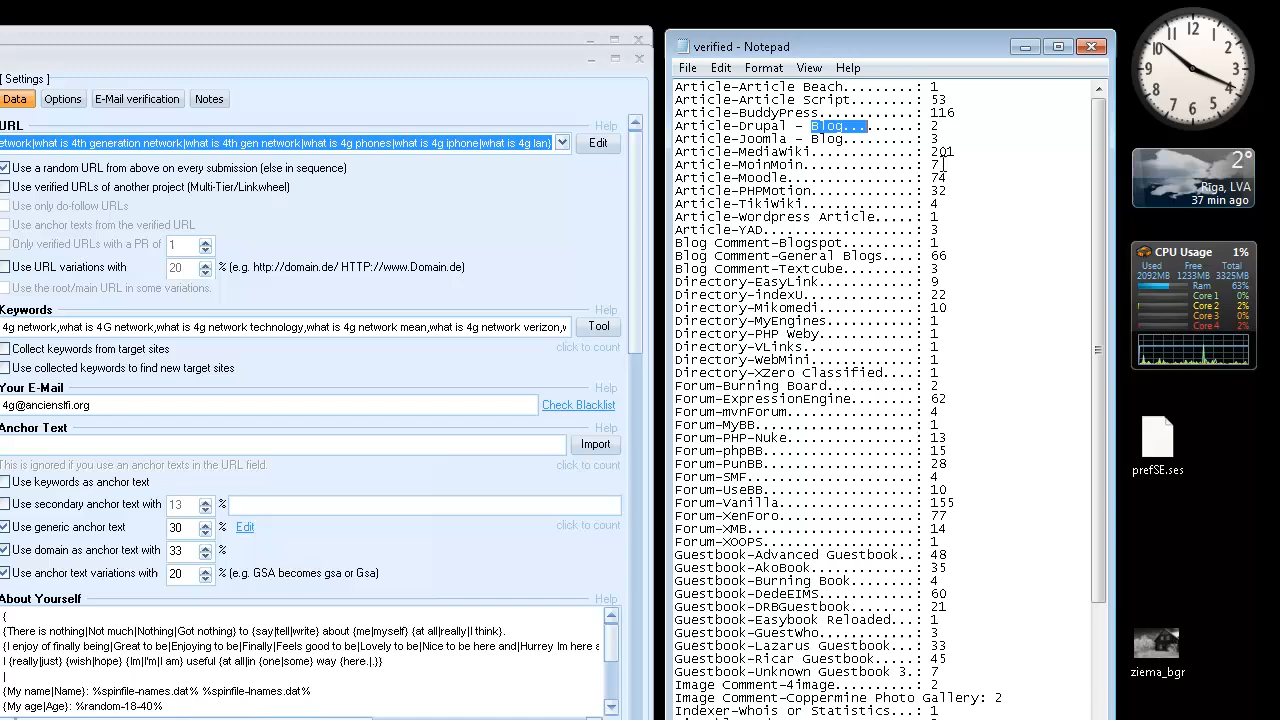 [ Settings ]
Data
Options
E-Mail verification
Notes
URL
Help
etwork|what is 4th generation network|what is 4th gen network|what is 4g phones|what is 4g iphone|what is 4g lan}
Edit
Use a random URL from above on every submission (else in sequence)
Use verified URLs of another project (Multi-Tier/Linkwheel)
Use only do-follow URLs
Use anchor texts from the verified URL
Only verified URLs with a PR of 1
Use URL variations with 20 % (e.g. http://domain.de/ HTTP://www.Domai.de)
Use the root/main URL in some variations.
Keywords
Help
4g network,what is 4G network,what is 4g network technology,what is 4g network mean,what is 4g network verizon,v
Tool
Collect keywords from target sites
click to count
Use collected keywords to find new target sites
Your E-Mail
Help
4g@anciensffi.org
Check Blacklist
Anchor Text
Help
Import
This is ignored if you use an anchor texts in the URL field.
click to count
Use keywords as anchor text
Use secondary anchor text with 13 %
Use generic anchor text 30 % Edit
click to count
Use domain as anchor text with 33 %
Use anchor text variations with 20 % (e.g. GSA becomes gsa or Gsa)
About Yourself
Help
{
{There is nothing|Not much|Nothing|Got nothing} to {say|tell|write} about {me|myself} {at all|really|I think}.
{I enjoy of finally being|Great to be|Enjoying to be|Finally|Feels good to be|Lovely to be|Nice to be here and|Hurrey Im here a
I {really|just} {wish|hope} {Im|I'm|I am} useful {at all|in {one|some} way {here.|.}}
|
{My name|Name}: %spinfile-names.dat% %spinfile-lnames.dat%
{My age|Age}: %random-18-40%
verified - Notepad
File Edit Format View Help
Article-Article Beach.........: 1
Article-Article Script........: 53
Article-BuddyPress............: 116
Article-Drupal - Blog.........: 2
Article-Joomla - Blog.........: 3
Article-MediaWiki.............: 201
Article-MoinMoin..............: 7
Article-Moodle................: 74
Article-PHPMotion.............: 32
Article-TikiWiki..............: 4
Article-Wordpress Article.....: 1
Article-YAD...................: 3
Blog Comment-Blogspot.........: 1
Blog Comment-General Blogs....: 66
Blog Comment-Textcube.........: 3
Directory-EasyLink............: 9
Directory-indexU..............: 22
Directory-Mikomedi............: 10
Directory-MyEngines...........: 1
Directory-PHP Weby............: 1
Directory-VLinks..............: 1
Directory-WebMini.............: 1
Directory-XZero Classified....: 1
Forum-Burning Board...........: 2
Forum-ExpressionEngine........: 62
Forum-mvnForum................: 4
Forum-MyBB....................: 1
Forum-PHP-Nuke................: 13
Forum-phpBB...................: 15
Forum-PunBB...................: 28
Forum-SMF.....................: 4
Forum-UseBB...................: 10
Forum-Vanilla.................: 155
Forum-XenForo.................: 77
Forum-XMB.....................: 14
Forum-XOOPS...................: 1
Guestbook-Advanced Guestbook..: 48
Guestbook-AkoBook.............: 35
Guestbook-Burning Book........: 4
Guestbook-DedeEIMS............: 60
Guestbook-DRBGuestbook........: 21
Guestbook-Easybook Reloaded...: 1
Guestbook-GuestWho............: 3
Guestbook-Lazarus Guestbook...: 33
Guestbook-Ricar Guestbook.....: 45
Guestbook-Unknown Guestbook 3.: 7
Image Comment-4image..........: 2
Image Comment-Coppermine Photo Gallery: 2
Indexer-Whois or Statistics...: 1
12 1 2 3 4 5 6 7 8 9 10 11
2°
Rīga, LVA
37 min ago
CPU Usage 1%
Used Free Total
2092MB 1233MB 3325MB
Ram 63%
Core 1 0%
Core 2 2%
Core 3 0%
Core 4 2%
prefSE.ses
ziema_bgr